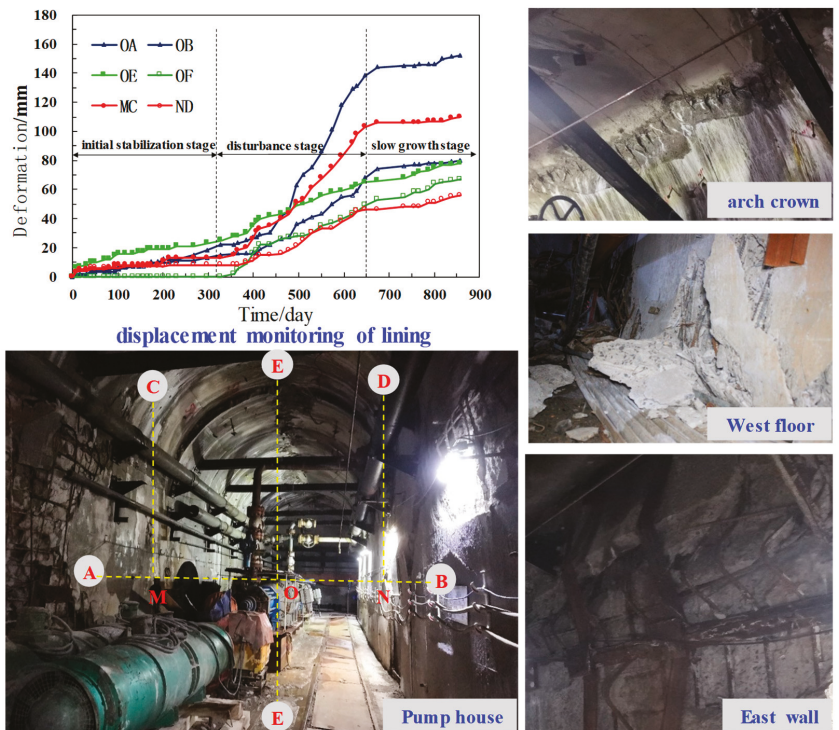 180
160
140
120
100
80
60
40
20
0
Deformation/mm
OA OB
OE OF
MC ND
initial stabilization stage disturbance stage slow growth stage
0 100 200 300 400 500 600 700 800 900
Time/day
displacement monitoring of lining
arch crown
West floor
E
C D
A B
M O N
E
Pump house
East wall